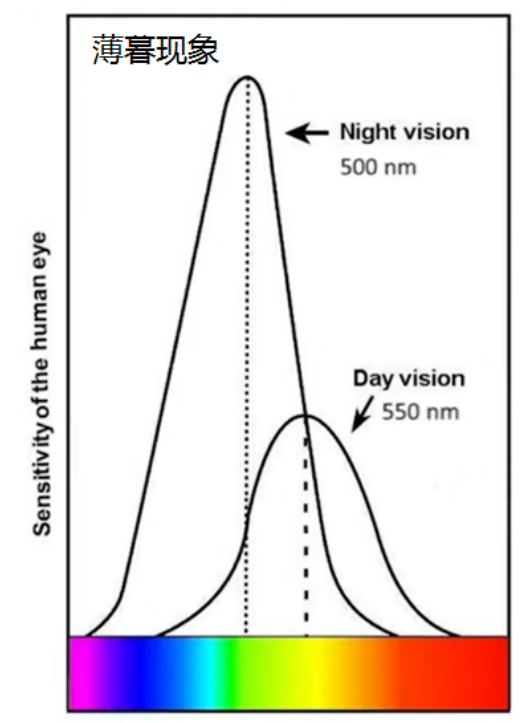 薄暮现象
Night vision
500 nm
Day vision
550 nm
Sensitivity of the human eye